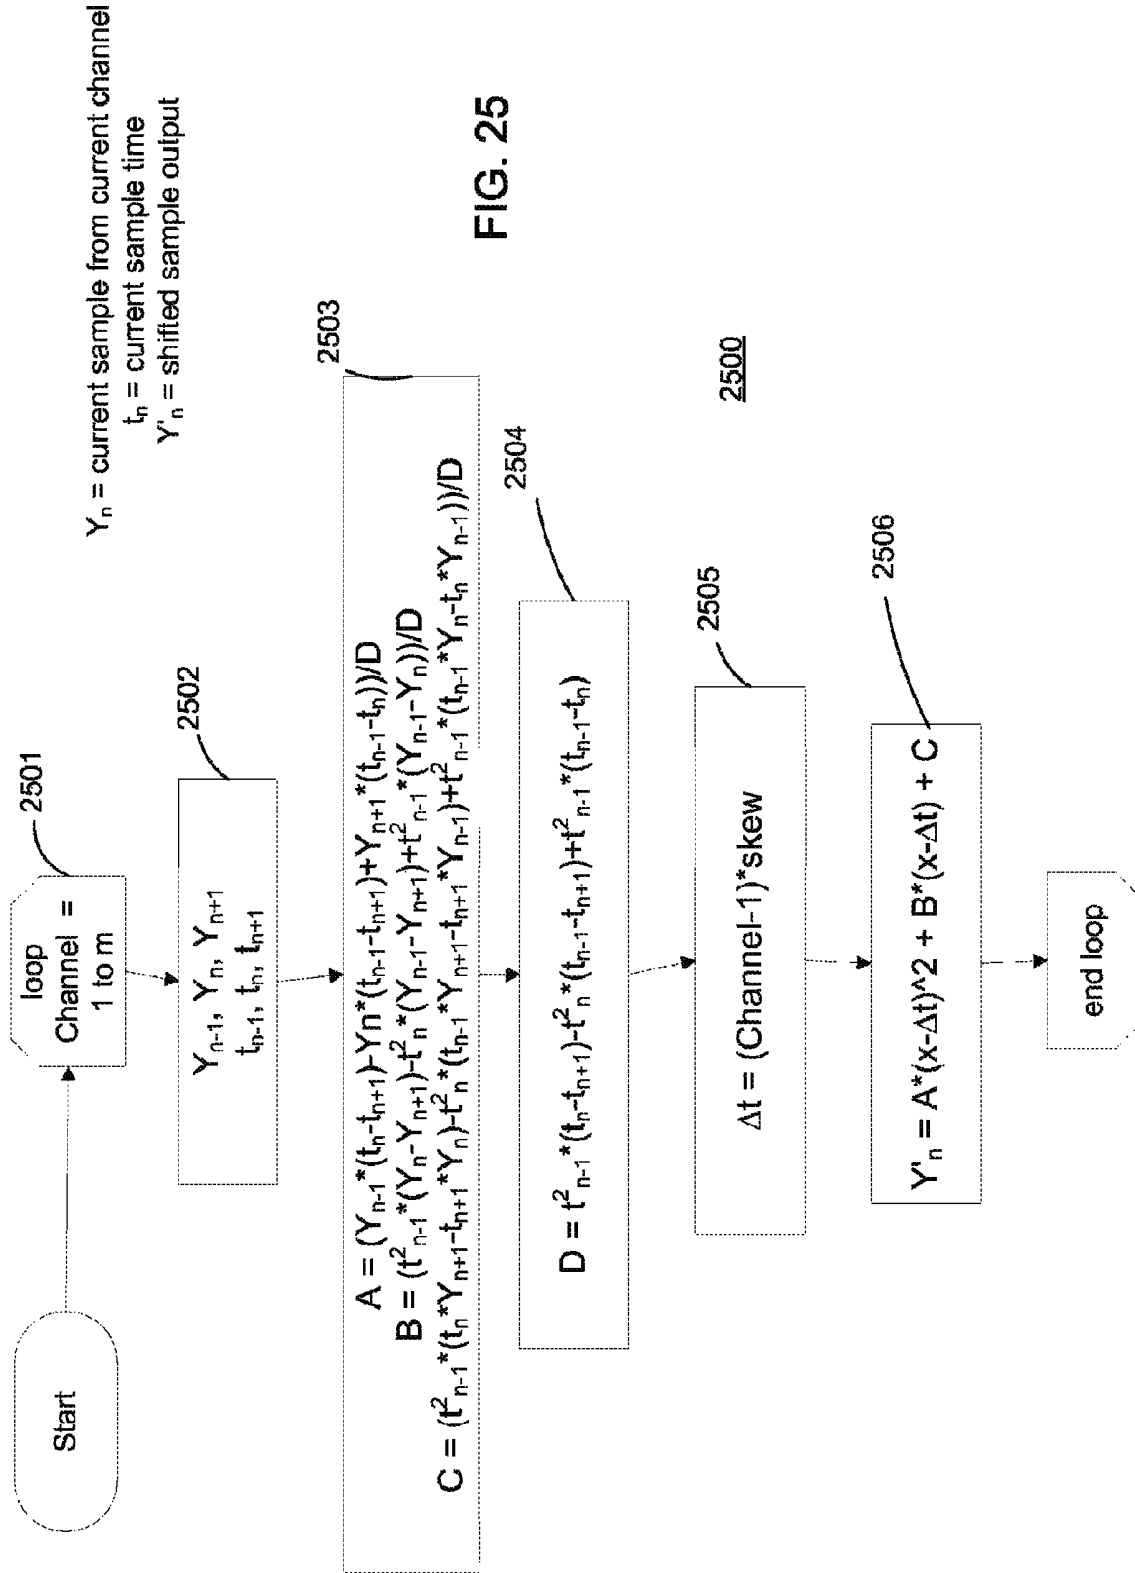 Yₙ = current sample from current channel
tₙ = current sample time
Y'ₙ = shifted sample output
FIG. 25
2500
Start
loop
Channel =
1 to m
2501
Yₙ₋₁, Yₙ, Yₙ₊₁
tₙ₋₁, tₙ, tₙ₊₁
2502
A = (Yₙ₋₁*(tₙ-tₙ₊₁)-Yn*(tₙ₋₁-tₙ₊₁)+Yₙ₊₁*(tₙ₋₁-tₙ))/D
B = (t²ₙ₋₁*(Yₙ-Yₙ₊₁)-t²ₙ*(Yₙ₋₁-Yₙ₊₁)+t²ₙ₋₁*(Yₙ₋₁-Yₙ))/D
C = (t²ₙ₋₁*(tₙ*Yₙ₊₁-tₙ₊₁*Yₙ)-t²ₙ*(tₙ₋₁*Yₙ₊₁-tₙ₊₁*Yₙ₋₁)+t²ₙ₋₁*(tₙ₋₁*Yₙ-tₙ*Yₙ₋₁))/D
2503
D = t²ₙ₋₁*(tₙ-tₙ₊₁)-t²ₙ*(tₙ₋₁-tₙ₊₁)+t²ₙ₋₁*(tₙ₋₁-tₙ)
2504
Δt = (Channel-1)*skew
2505
Y'ₙ = A*(x-Δt)^2 + B*(x-Δt) + C
2506
end loop